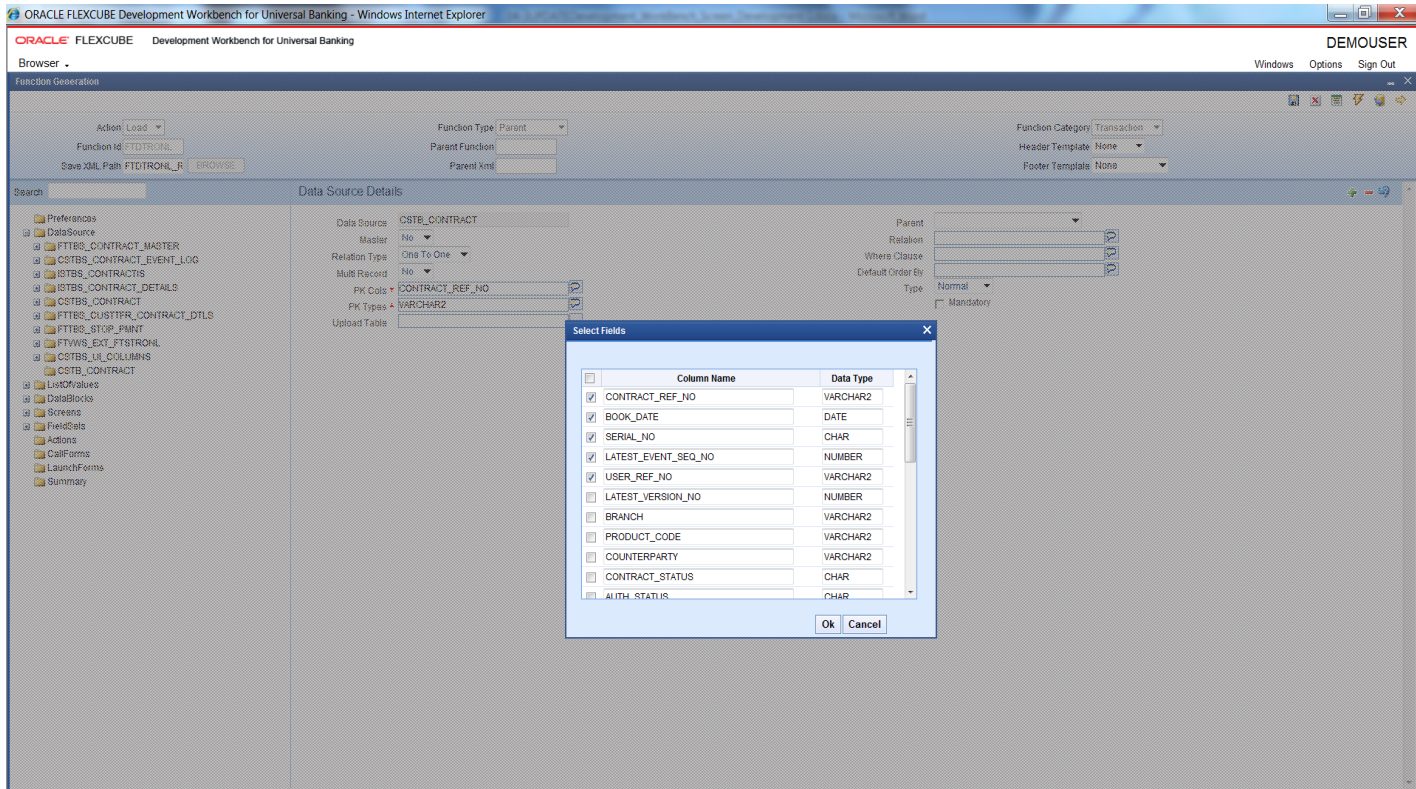 ORACLE FLEXCUBE Development Workbench for Universal Banking - Windows Internet Explorer
ORACLE FLEXCUBE Development Workbench for Universal Banking
DEMOUSER
Browser
Windows Options Sign Out
Function Generation
Action Load Function Type Parent Function Category Transaction
Function Id FTDTRONL Parent Function Header Template None
Save XML Path FTDTRONL_R BROWSE Parent Xml Footer Template None
Search Data Source Details
Preferences
DataSource
FTTBS_CONTRACT_MASTER
CSTBS_CONTRACT_EVENT_LOG
ISTBS_CONTRACTIS
ISTBS_CONTRACT_DETAILS
CSTBS_CONTRACT
FTTBS_CUSTTFR_CONTRACT_DTLS
FTTBS_STOP_PMNT
FTVWS_EXT_FTSTRONL
CSTBS_UI_COLUMNS
CSTB_CONTRACT
ListOfValues
DataBlocks
Screens
FieldSets
Actions
CallForms
LaunchForms
Summary
Data Source CSTB_CONTRACT Parent
Master No Relation
Relation Type One To One Where Clause
Multi Record No Default Order By
PK Cols * CONTRACT_REF_NO Type Normal
PK Types * VARCHAR2 Mandatory
Upload Table
Select Fields
Column Name Data Type
CONTRACT_REF_NO VARCHAR2
BOOK_DATE DATE
SERIAL_NO CHAR
LATEST_EVENT_SEQ_NO NUMBER
USER_REF_NO VARCHAR2
LATEST_VERSION_NO NUMBER
BRANCH VARCHAR2
PRODUCT_CODE VARCHAR2
COUNTERPARTY VARCHAR2
CONTRACT_STATUS CHAR
AUTH_STATUS CHAR
Ok Cancel